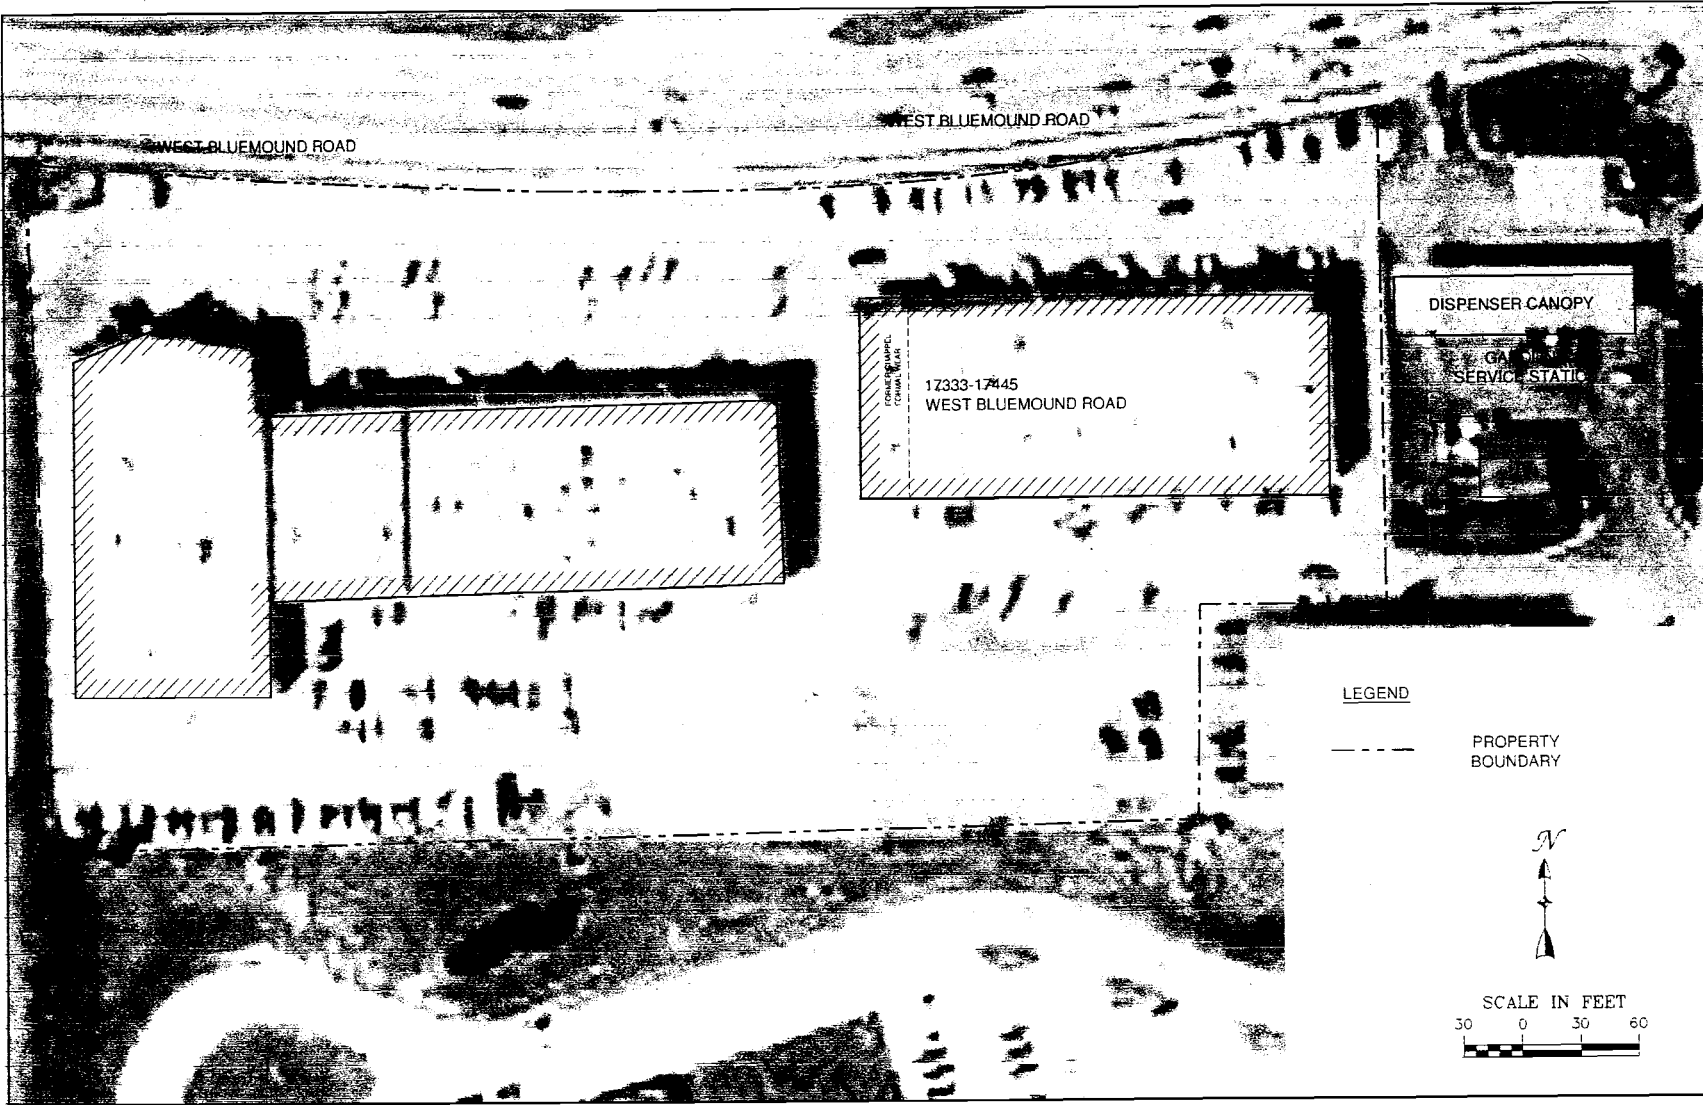 WEST BLUEMOUND ROAD
WEST BLUEMOUND ROAD
DISPENSER CANOPY
SERVICE STATIO
FORMER CHAPPEL
FORMAL WEAR
17333-17445
WEST BLUEMOUND ROAD
LEGEND
PROPERTY
BOUNDARY
N
SCALE IN FEET
30 0 30 60